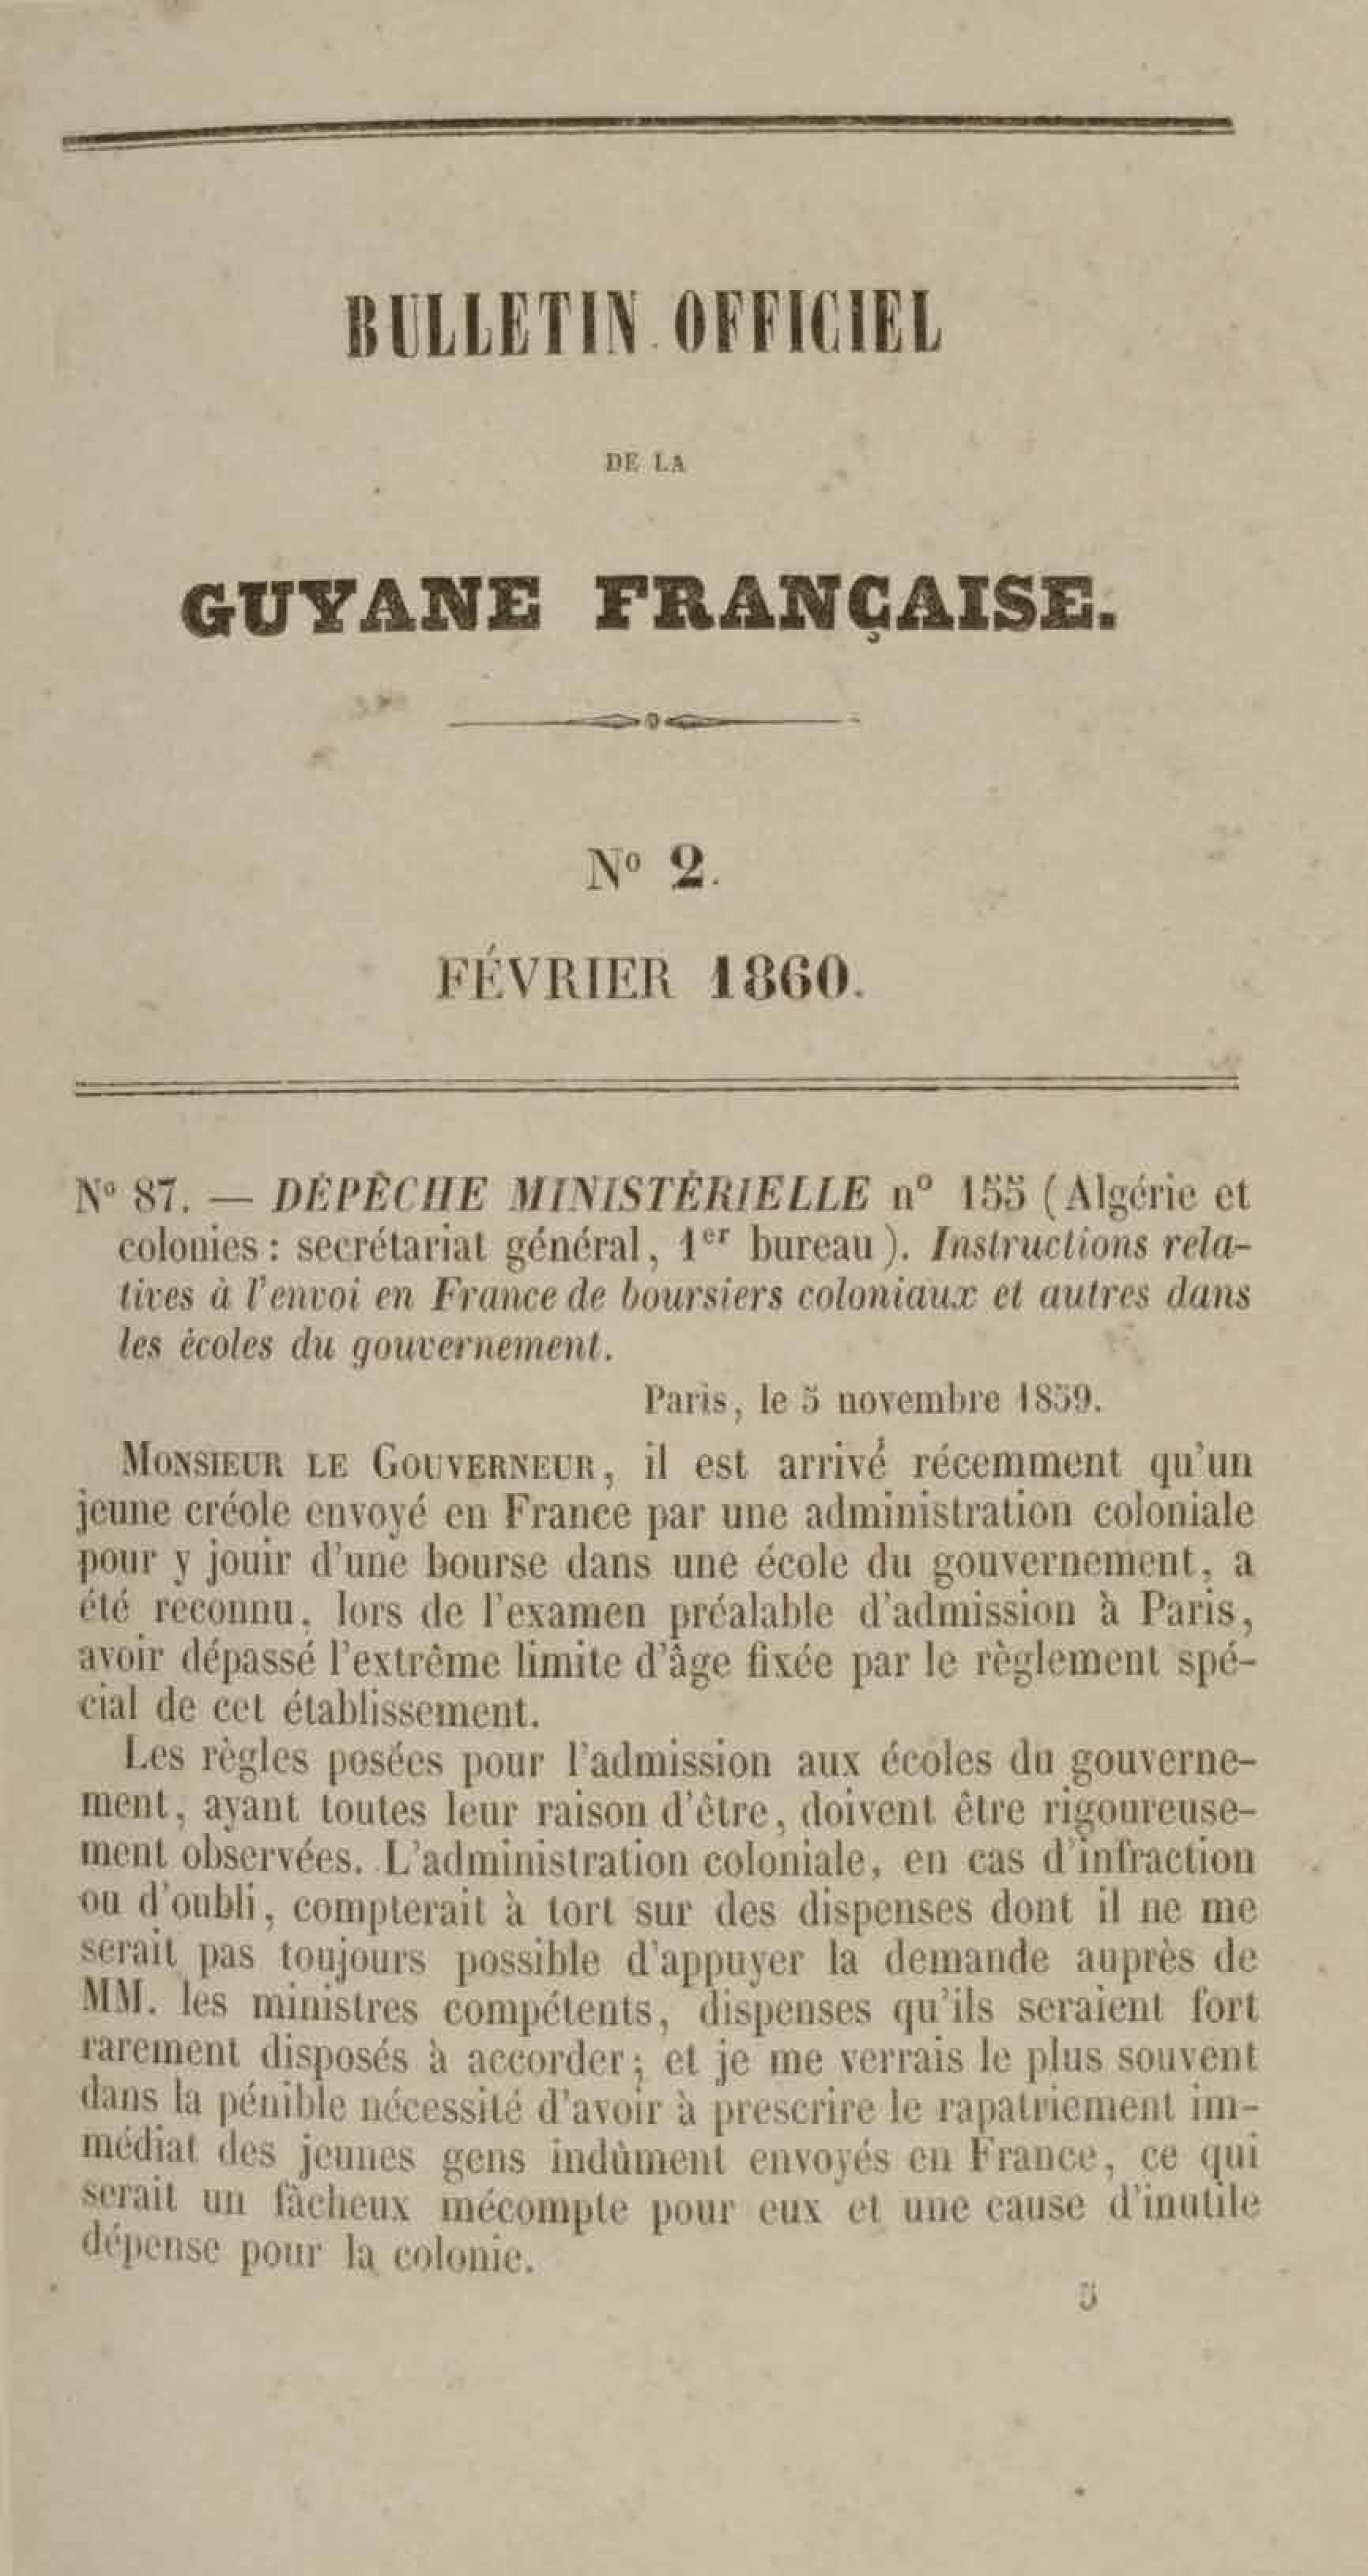 BULLETIN OFFICIEL
DE LA
GUYANE FRANÇAISE.
N° 2.
FÉVRIER 1860.
N° 87. — DÉPÊCHE MINISTÉRIELLE n° 155 (Algérie et
colonies : secrétariat général, 1er bureau). Instructions rela-
tives à l'envoi en France de boursiers coloniaux et autres dans
les écoles du gouvernement.
Paris, le 5 novembre 1859.
MONSIEUR LE GOUVERNEUR, il est arrivé récemment qu'un
jeune créole envoyé en France par une administration coloniale
pour y jouir d'une bourse dans une école du gouvernement, a
été reconnu, lors de l'examen préalable d'admission à Paris,
avoir dépassé l'extrême limite d'âge fixée par le règlement spé-
cial de cet établissement.
Les règles posées pour l'admission aux écoles du gouverne-
ment, ayant toutes leur raison d'être, doivent être rigoureuse-
ment observées. L'administration coloniale, en cas d'infraction
ou d'oubli, compterait à tort sur des dispenses dont il ne me
serait pas toujours possible d'appuyer la demande auprès de
MM. les ministres compétents, dispenses qu'ils seraient fort
rarement disposés à accorder; et je me verrais le plus souvent
dans la pénible nécessité d'avoir à prescrire le rapatriement im-
médiat des jeunes gens indûment envoyés en France, ce qui
serait un fâcheux mécompte pour eux et une cause d'inutile
dépense pour la colonie.
5